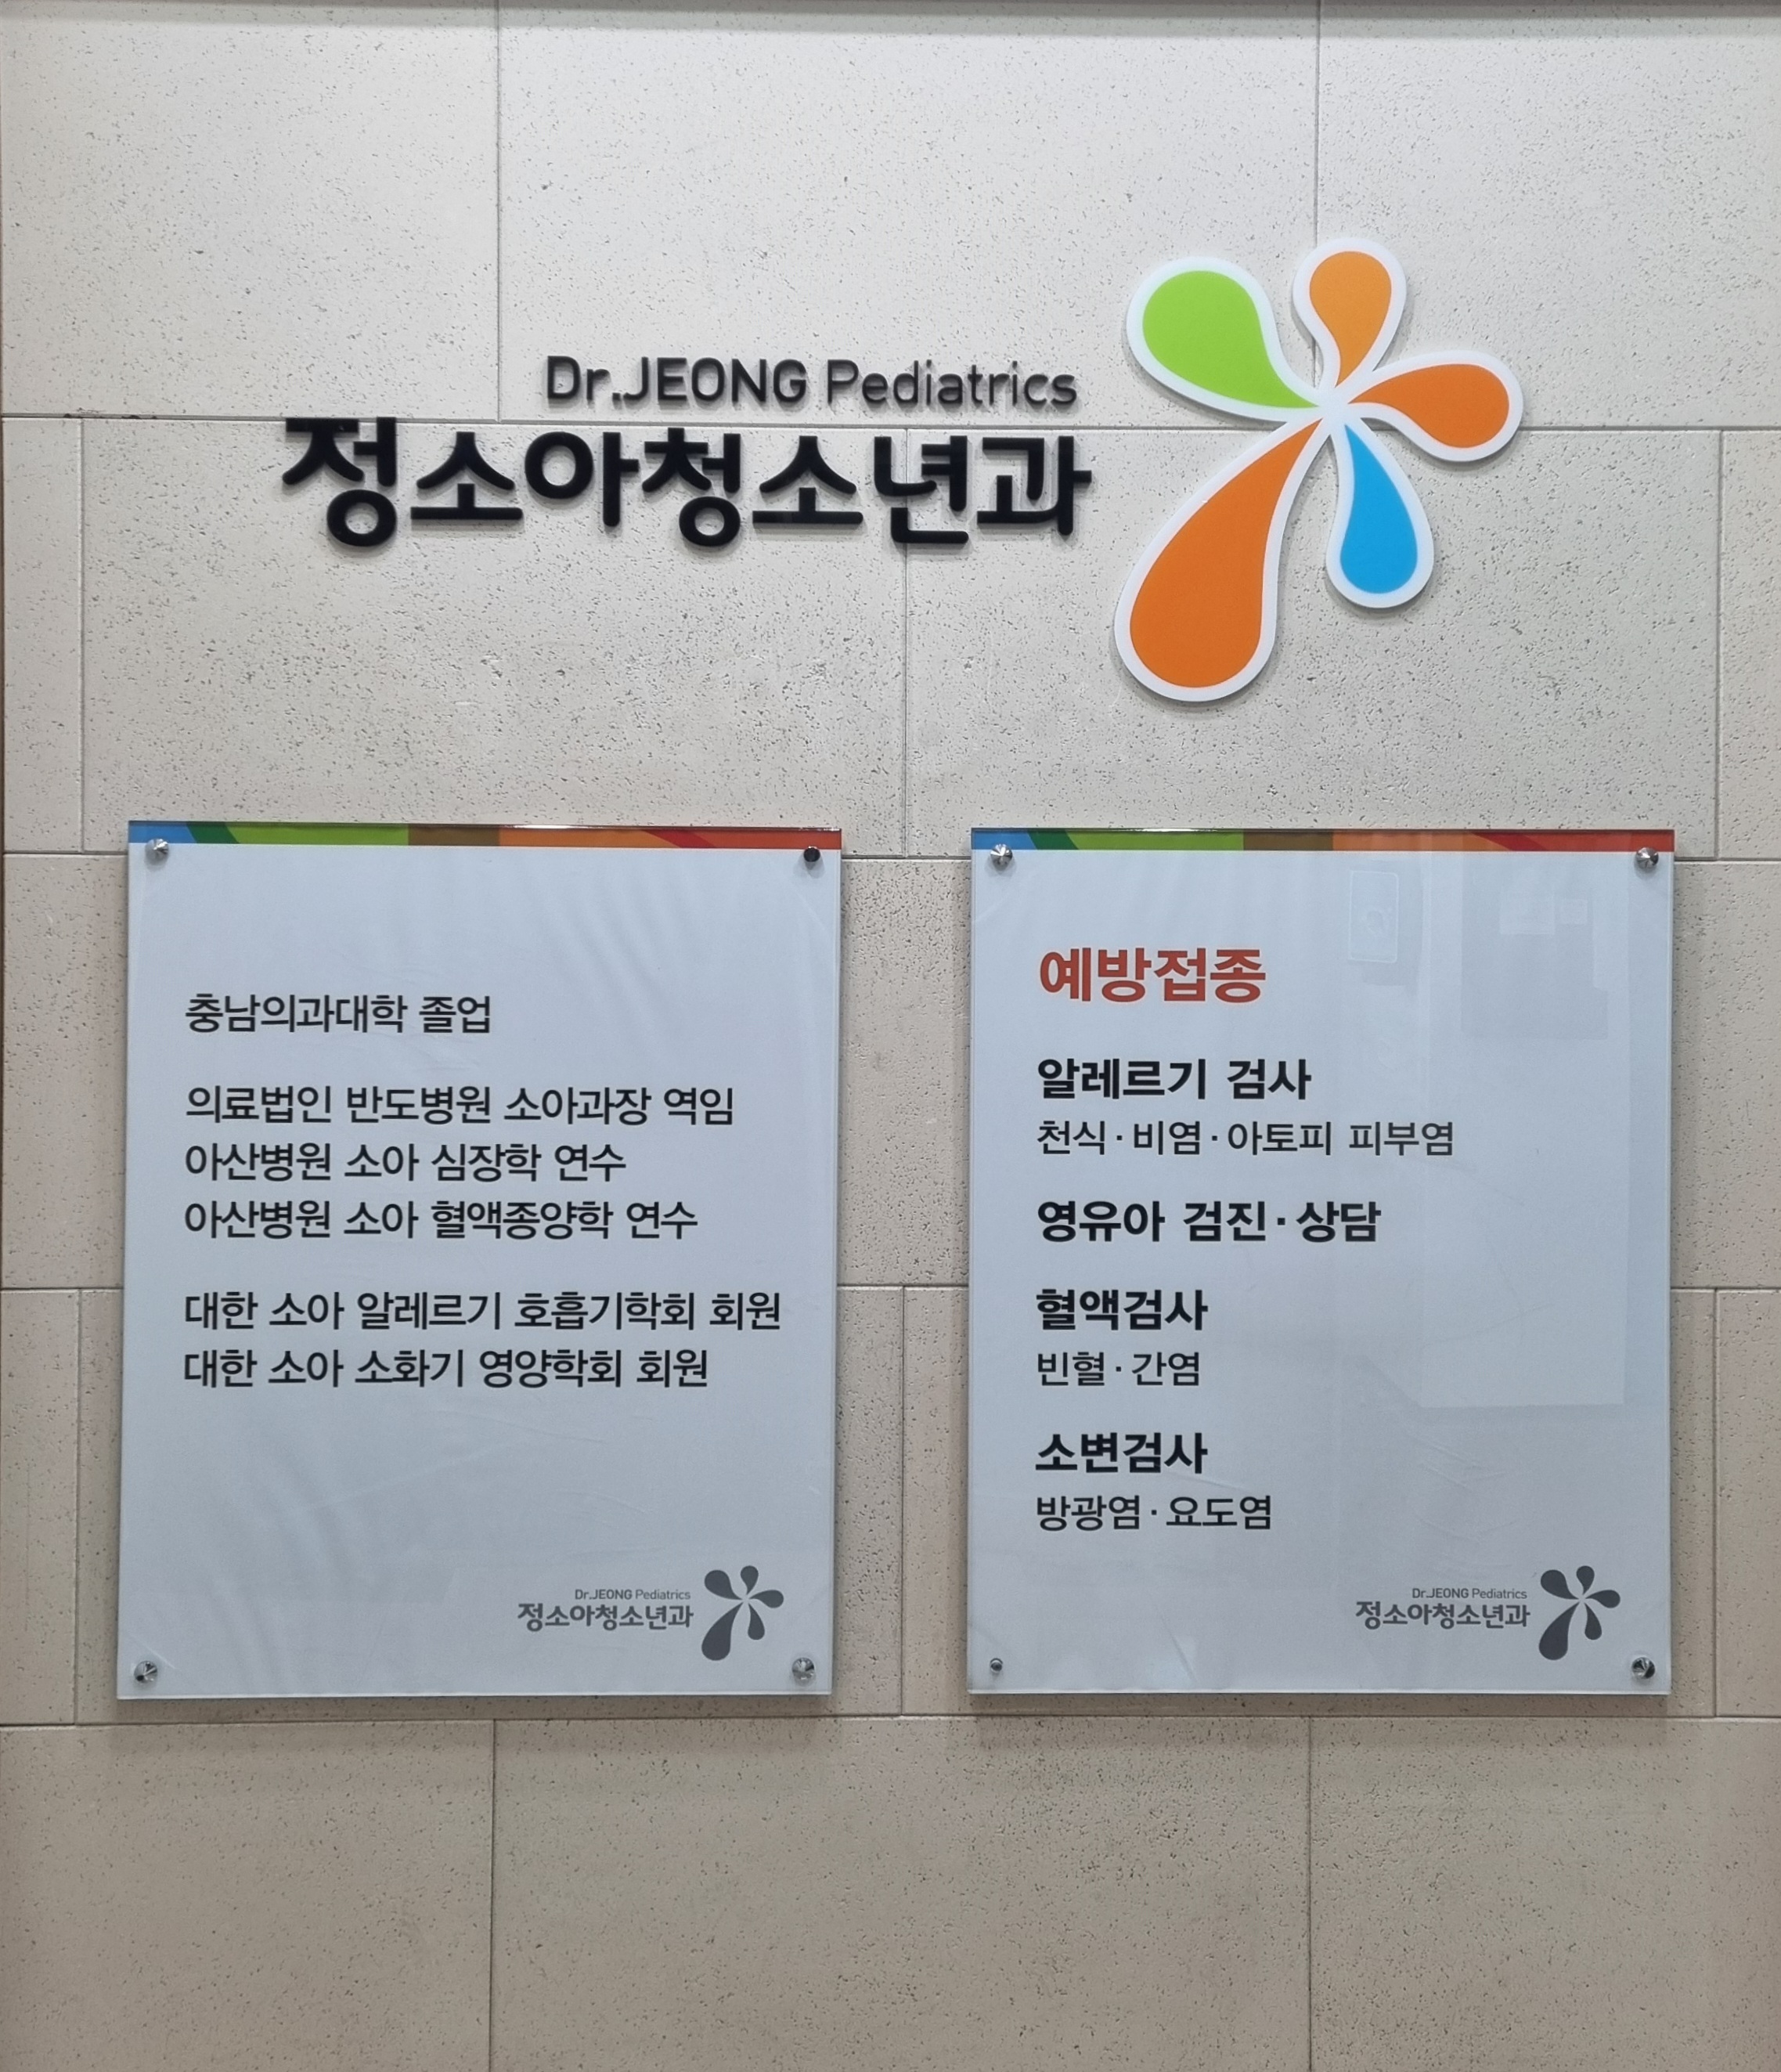 Dr.JEONG Pediatrics
정소아청소년과
충남의과대학 졸업
의료법인 반도병원 소아과장 역임
아산병원 소아 심장학 연수
아산병원 소아 혈액종양학 연수
대한 소아 알레르기 호흡기학회 회원
대한 소아 소화기 영양학회 회원
Dr.JEONG Pediatrics
정소아청소년과
예방접종
알레르기 검사
천식·비염·아토피 피부염
영유아 검진·상담
혈액검사
빈혈·간염
소변검사
방광염·요도염
Dr.JEONG Pediatrics
정소아청소년과